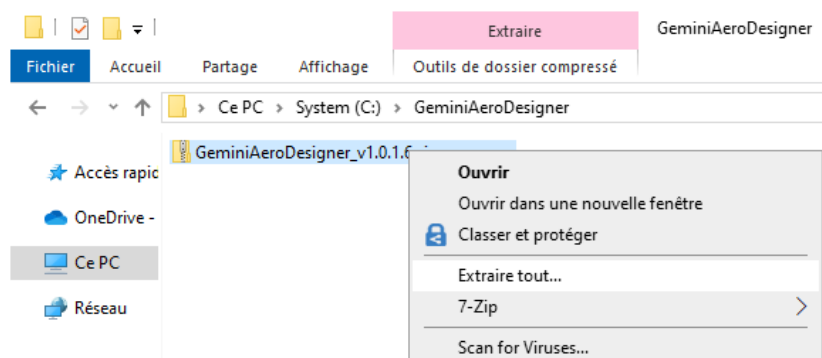 Extraire
GeminiAeroDesigner
Fichier Accueil Partage Affichage Outils de dossier compressé
Ce PC > System (C:) > GeminiAeroDesigner
GeminiAeroDesigner_v1.0.1.6
Ouvrir
Ouvrir dans une nouvelle fenêtre
Classer et protéger
Extraire tout...
7-Zip
Scan for Viruses...
Accès rapid
OneDrive -
Ce PC
Réseau